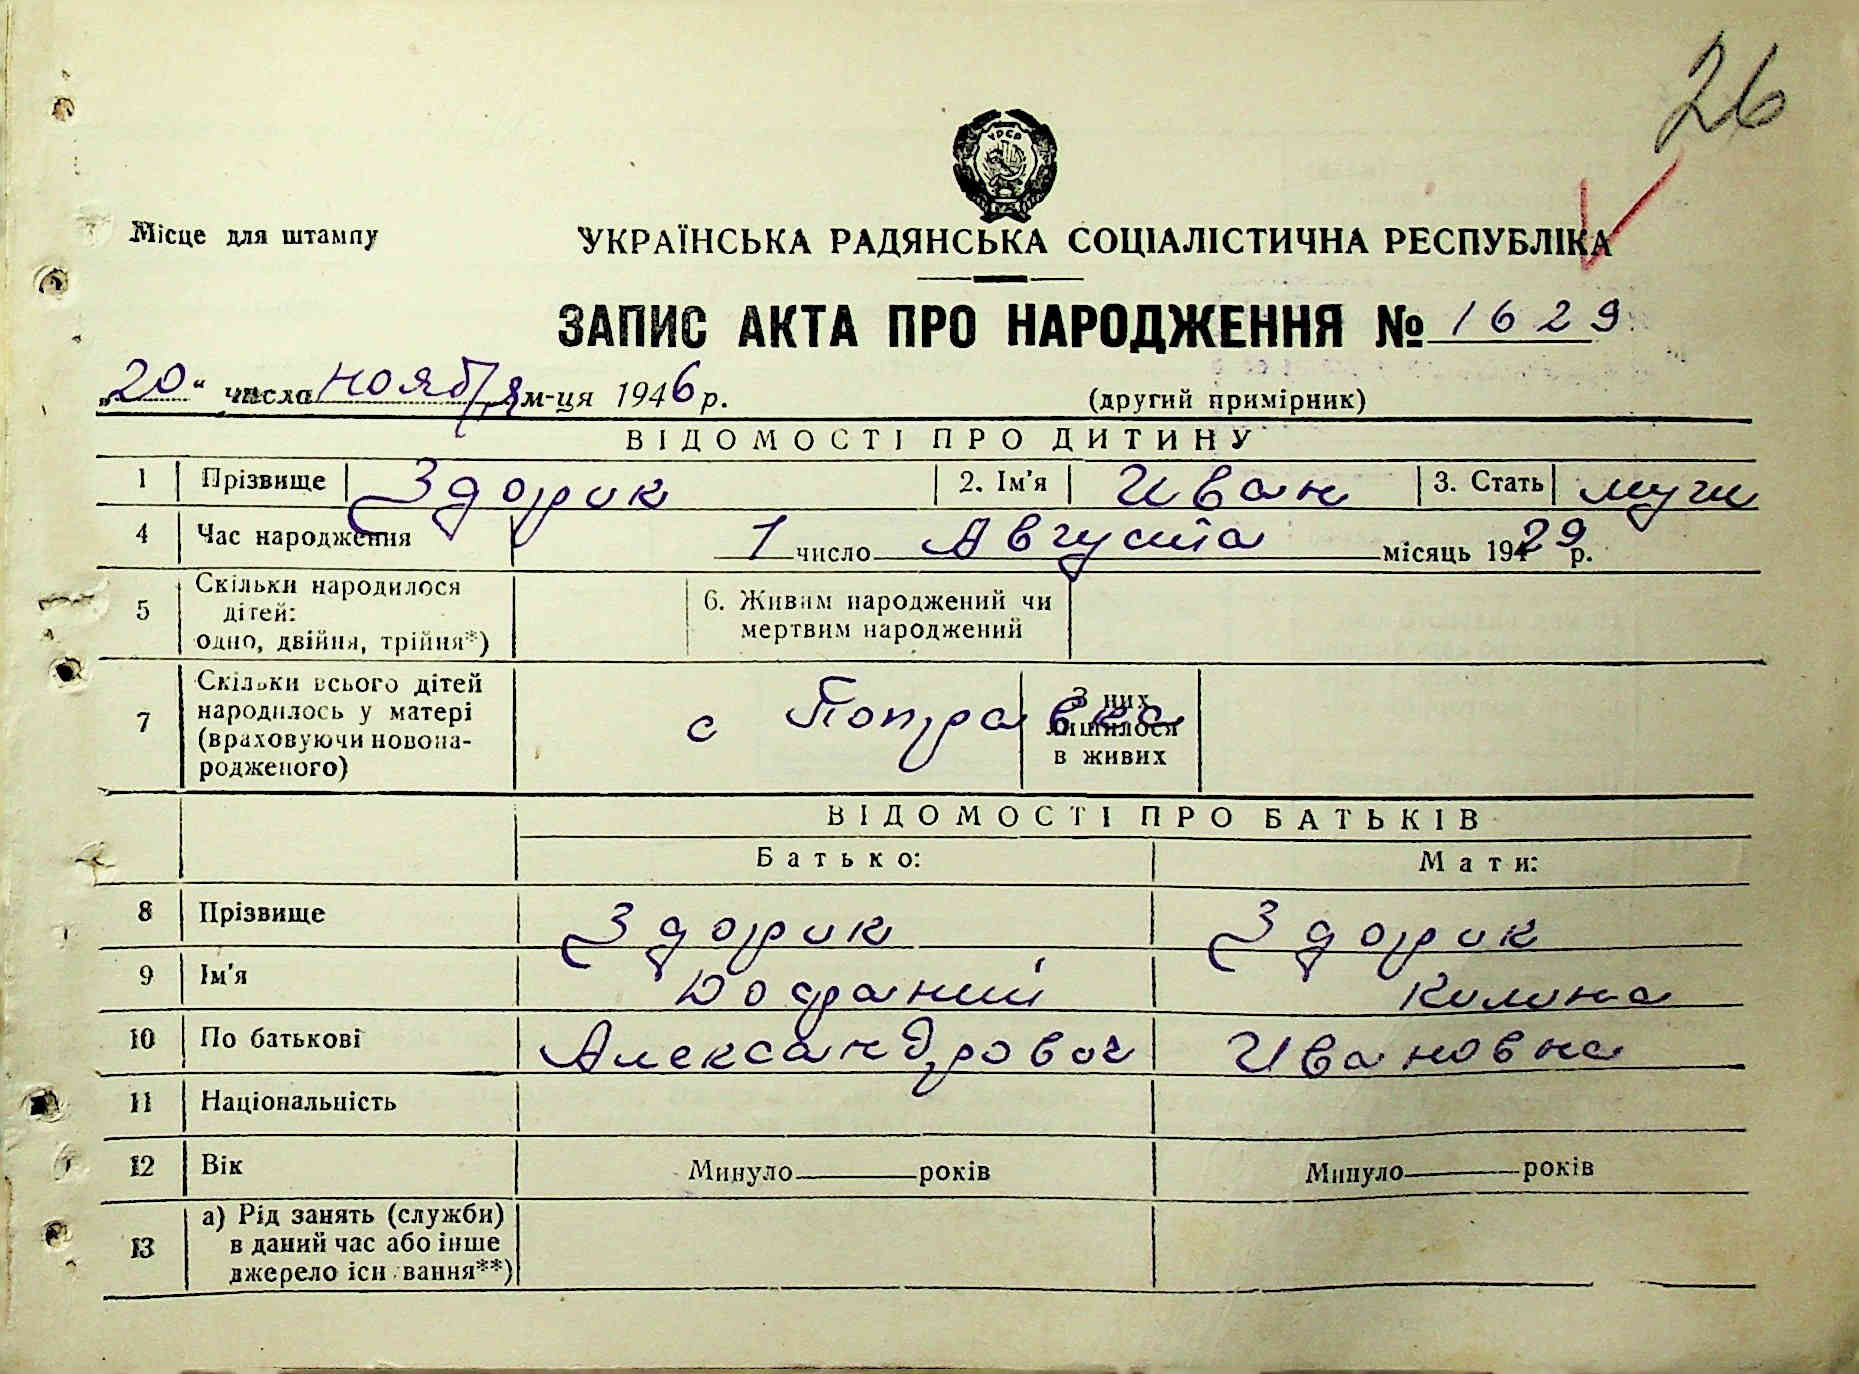 26
УРСР
Місце для штампу
УКРАЇНСЬКА РАДЯНСЬКА СОЦІАЛІСТИЧНА РЕСПУБЛІКА
ЗАПИС АКТА ПРО НАРОДЖЕННЯ № 1629
„20“ числа ноября м-ця 1946 р. (другий примірник)
ВІДОМОСТІ ПРО ДИТИНУ
1 Прізвище Здорик 2. Ім'я Иван 3. Стать муж
4 Час народження 1 число Августа місяць 1929 р.
5 Скільки народилося дітей: одно, двійня, трійня*) 6. Живим народжений чи мертвим народжений
7 Скільки всього дітей народилось у матері (враховуючи новонародженого) с Поправка З них лишилося в живих
ВІДОМОСТІ ПРО БАТЬКІВ
Батько: Мати:
8 Прізвище Здорик Здорик
9 Ім'я Килина
10 По батькові Александрович Ивановна
11 Національність
12 Вік Минуло року Минуло років
13 а) Рід занять (служби) в даний час або інше джерело існування**)